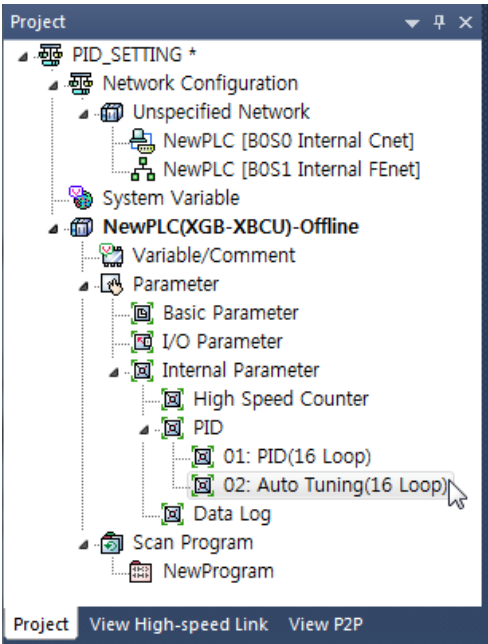 Project
PID_SETTING *
Network Configuration
Unspecified Network
NewPLC [B0S0 Internal Cnet]
NewPLC [B0S1 Internal FEnet]
System Variable
NewPLC(XGB-XBCU)-Offline
Variable/Comment
Parameter
Basic Parameter
I/O Parameter
Internal Parameter
High Speed Counter
PID
01: PID(16 Loop)
02: Auto Tuning(16 Loop)
Data Log
Scan Program
NewProgram
Project View High-speed Link View P2P